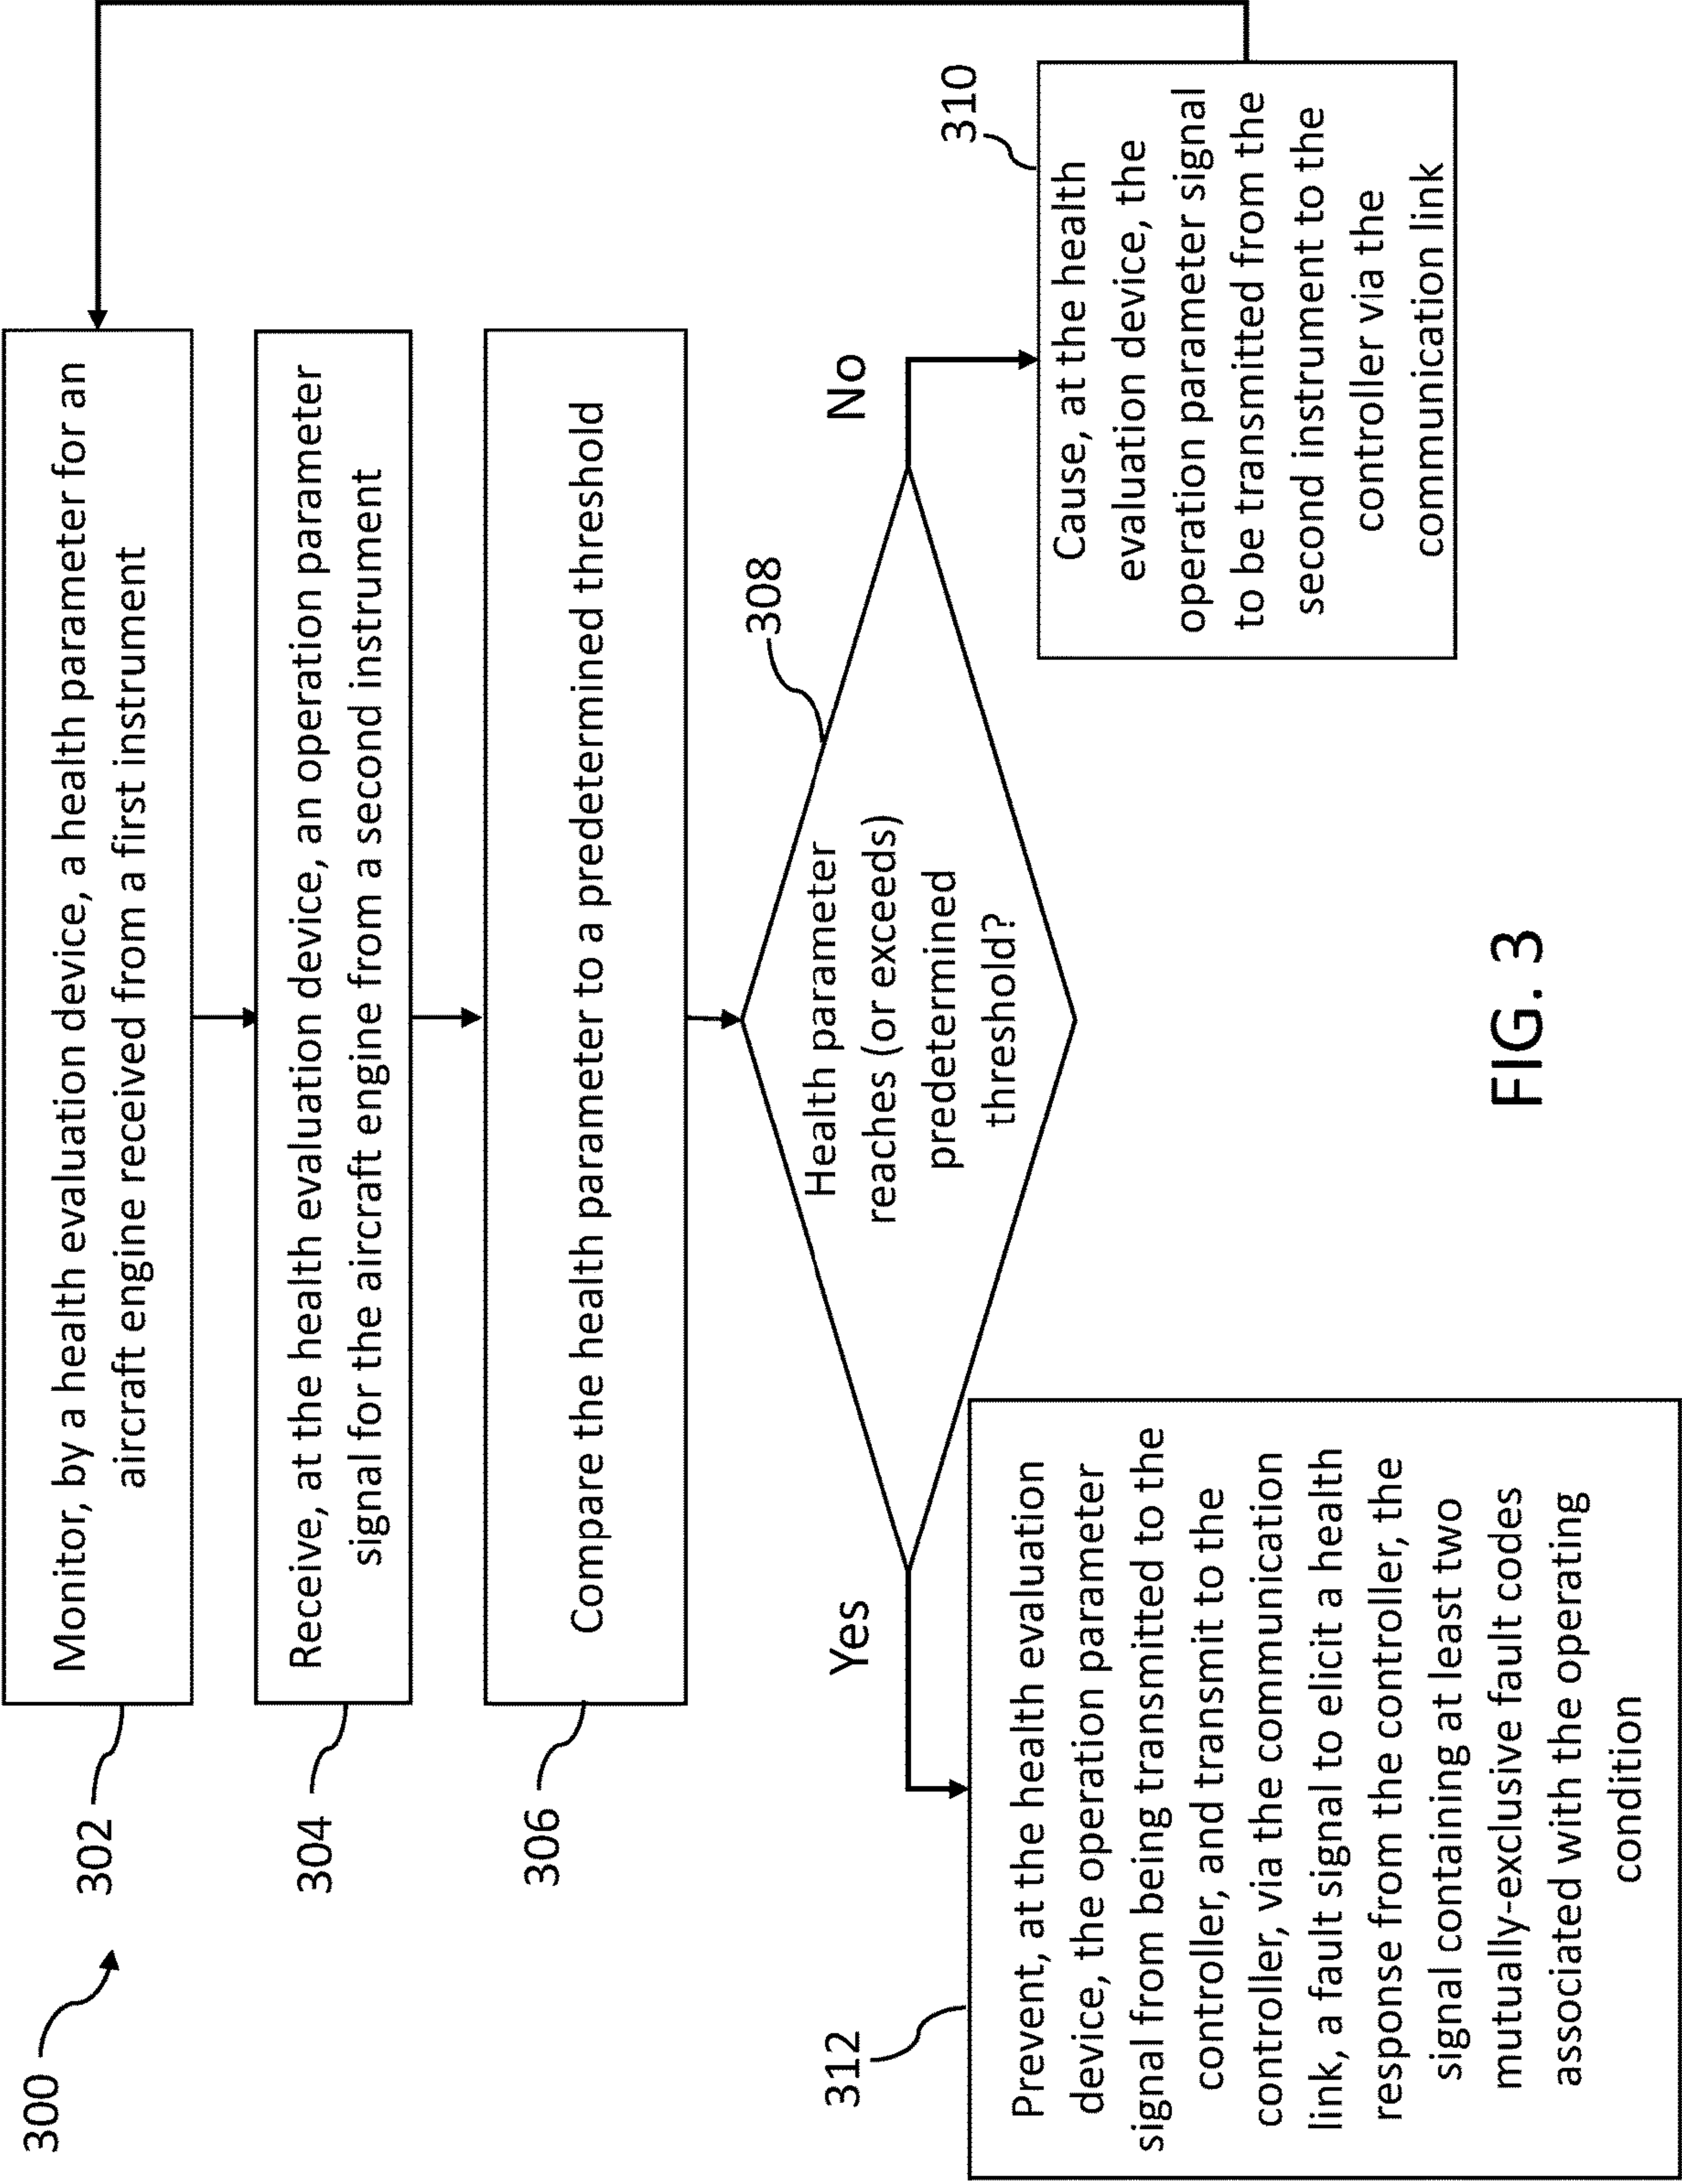 300
302
Monitor, by a health evaluation device, a health parameter for an
aircraft engine received from a first instrument
304
Receive, at the health evaluation device, an operation parameter
signal for the aircraft engine from a second instrument
306
Compare the health parameter to a predetermined threshold
308
Health parameter
reaches (or exceeds)
predetermined
threshold?
Yes
No
312
Prevent, at the health evaluation
device, the operation parameter
signal from being transmitted to the
controller, and transmit to the
controller, via the communication
link, a fault signal to elicit a health
response from the controller, the
signal containing at least two
mutually-exclusive fault codes
associated with the operating
condition
310
Cause, at the health
evaluation device, the
operation parameter signal
to be transmitted from the
second instrument to the
controller via the
communication link
FIG. 3